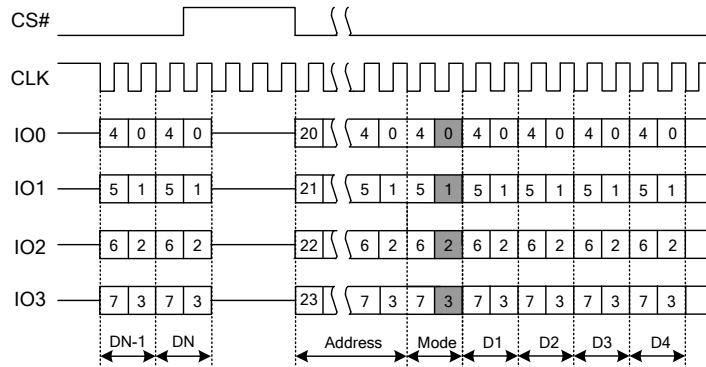 CS#
CLK
IO0 4 0 4 0 20 4 0 4 0 4 0 4 0 4 0 4 0
IO1 5 1 5 1 21 5 1 5 1 5 1 5 1 5 1 5 1
IO2 6 2 6 2 22 6 2 6 2 6 2 6 2 6 2 6 2
IO3 7 3 7 3 23 7 3 7 3 7 3 7 3 7 3 7 3
DN-1 DN Address Mode D1 D2 D3 D4